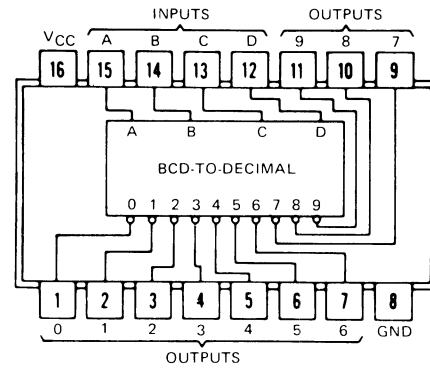 INPUTS OUTPUTS
VCC A B C D 9 8 7
16 15 14 13 12 11 10 9
A B C D
BCD-TO-DECIMAL
0 1 2 3 4 5 6 7 8 9
1 2 3 4 5 6 7 8
0 1 2 3 4 5 6 GND
OUTPUTS